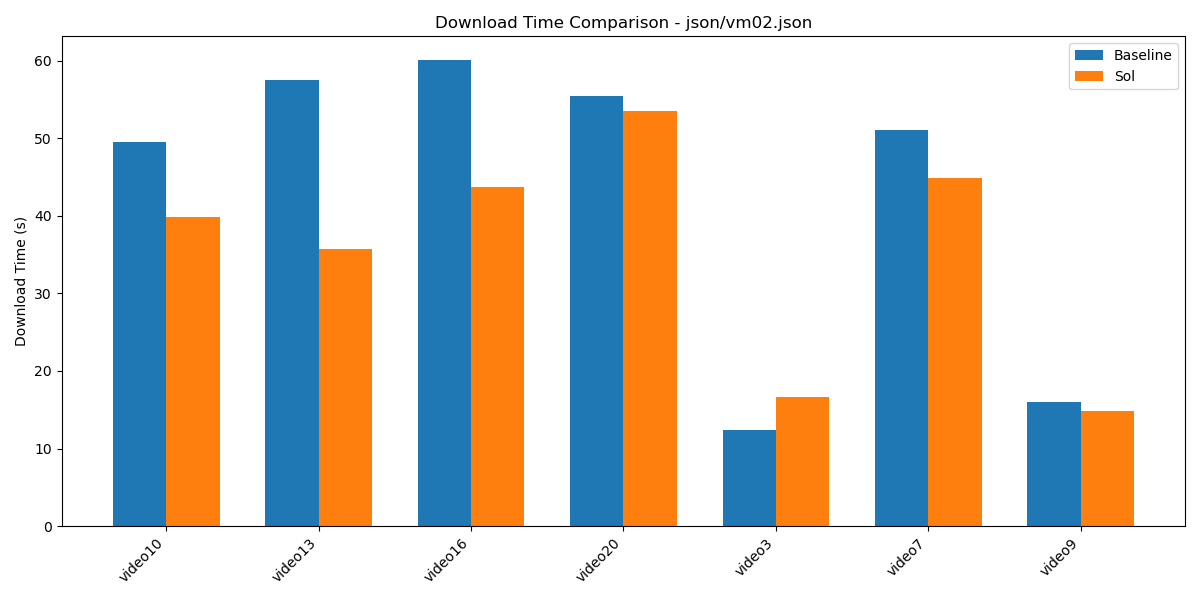 Download Time Comparison - json/vm02.json
Baseline
Sol
Download Time (s)
60
50
40
30
20
10
0
video10
video13
video16
video20
video3
video7
video9